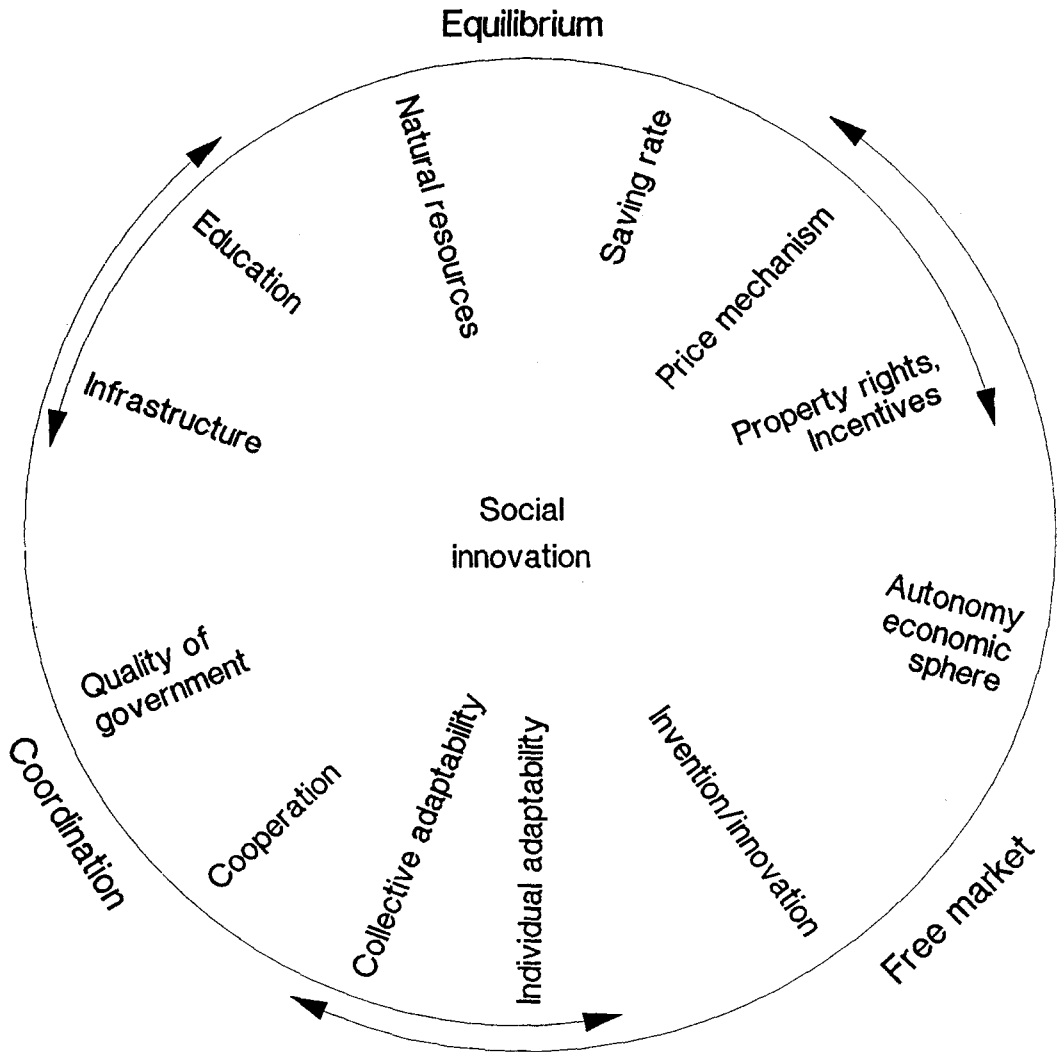 Equilibrium
Natural resources
Saving rate
Education
Price mechanism
Infrastructure
Property rights,
Incentives
Social
innovation
Autonomy
economic
sphere
Quality of
government
Collective adaptability
Individual adaptability
Invention/innovation
Coordination
Cooperation
Free market